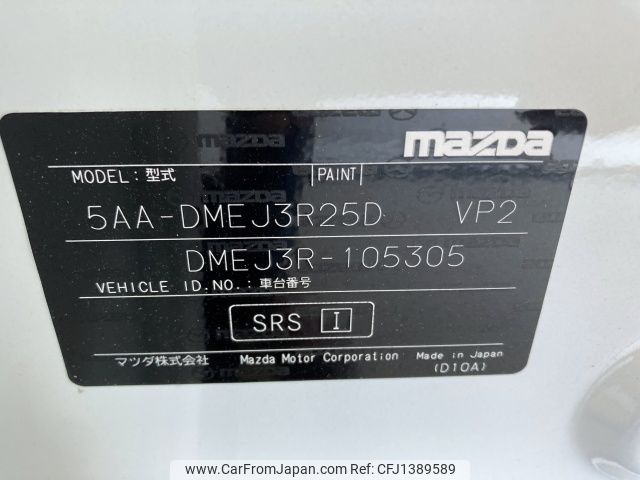 mazda
MODEL : 型式 PAINT
5AA-DMEJ3R25D VP2
DMEJ3R-105305
VEHICLE ID.NO. : 車台番号
SRS I
マツダ株式会社 Mazda Motor Corporation Made in Japan
(D10A)
www.CarFromJapan.com © CarFromJapan CFJ1389589